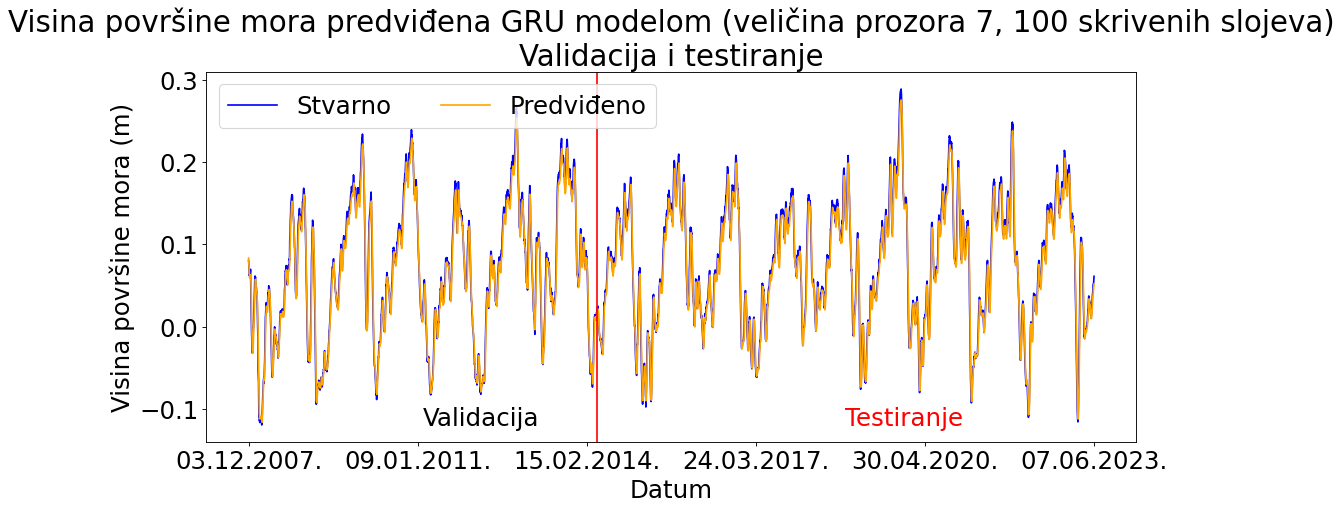 Visina površine mora predviđena GRU modelom (veličina prozora 7, 100 skrivenih slojeva)
Validacija i testiranje
Stvarno Predviđeno
Visina površine mora (m)
0.3
0.2
0.1
0.0
−0.1
Validacija
Testiranje
03.12.2007. 09.01.2011. 15.02.2014. 24.03.2017. 30.04.2020. 07.06.2023.
Datum